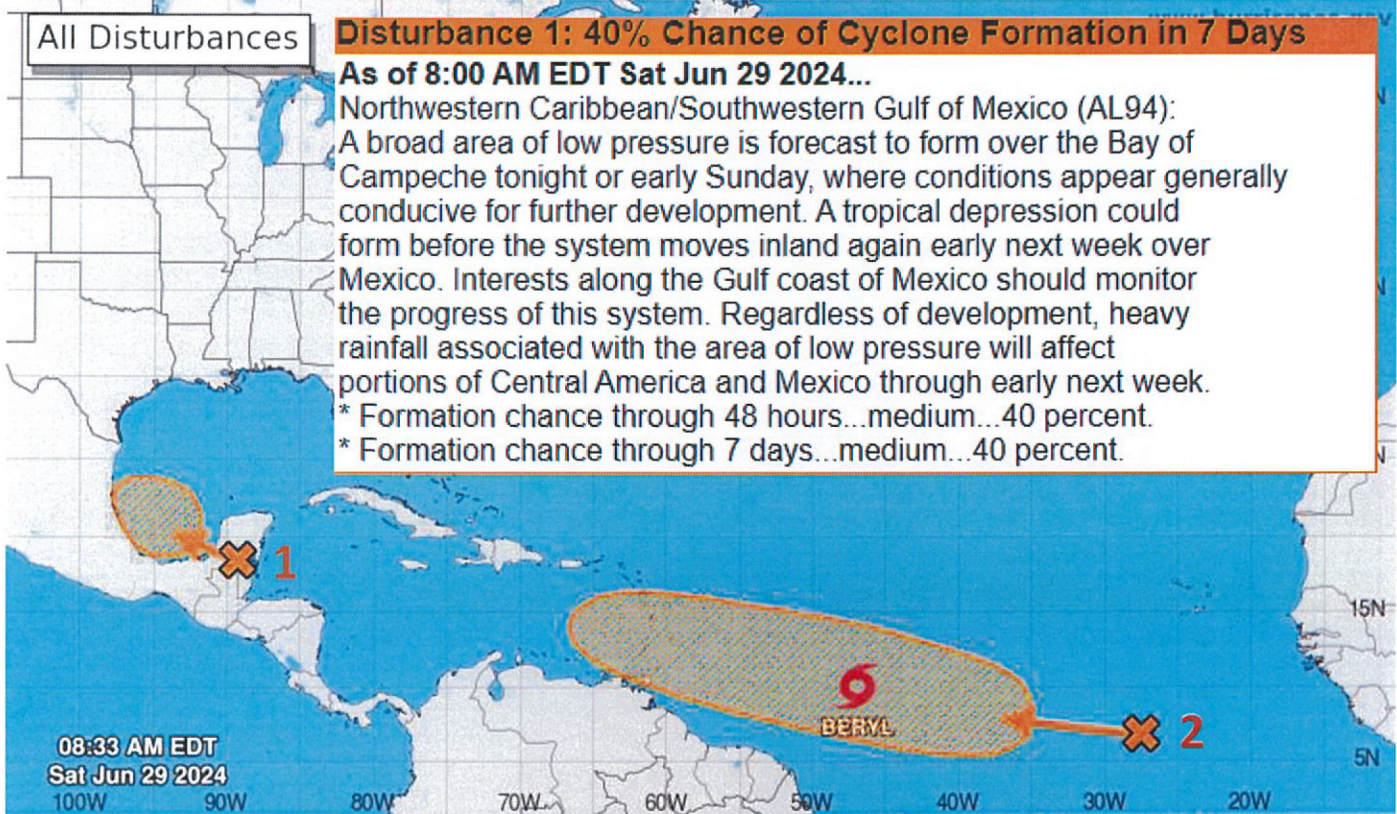 All Disturbances
Disturbance 1: 40% Chance of Cyclone Formation in 7 Days
As of 8:00 AM EDT Sat Jun 29 2024...
Northwestern Caribbean/Southwestern Gulf of Mexico (AL94):
A broad area of low pressure is forecast to form over the Bay of
Campeche tonight or early Sunday, where conditions appear generally
conducive for further development. A tropical depression could
form before the system moves inland again early next week over
Mexico. Interests along the Gulf coast of Mexico should monitor
the progress of this system. Regardless of development, heavy
rainfall associated with the area of low pressure will affect
portions of Central America and Mexico through early next week.
* Formation chance through 48 hours...medium...40 percent.
* Formation chance through 7 days...medium...40 percent.
1
15N
BERYL
2
08:33 AM EDT
Sat Jun 29 2024
5N
100W 90W 80W 70W 60W 50W 40W 30W 20W